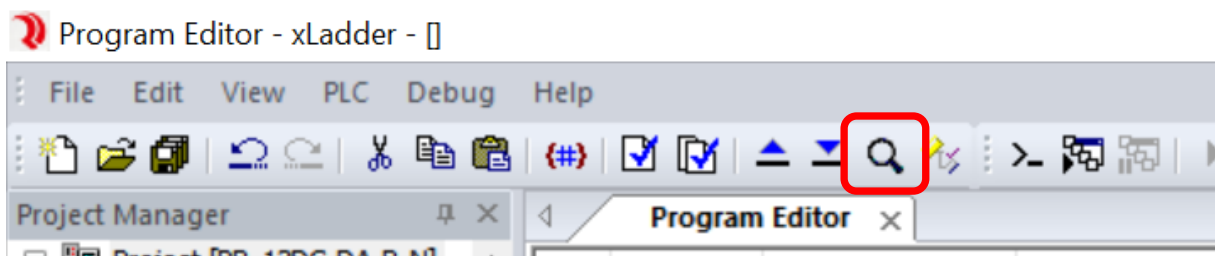 Program Editor - xLadder - []
File Edit View PLC Debug Help
{#}
Project Manager
Program Editor